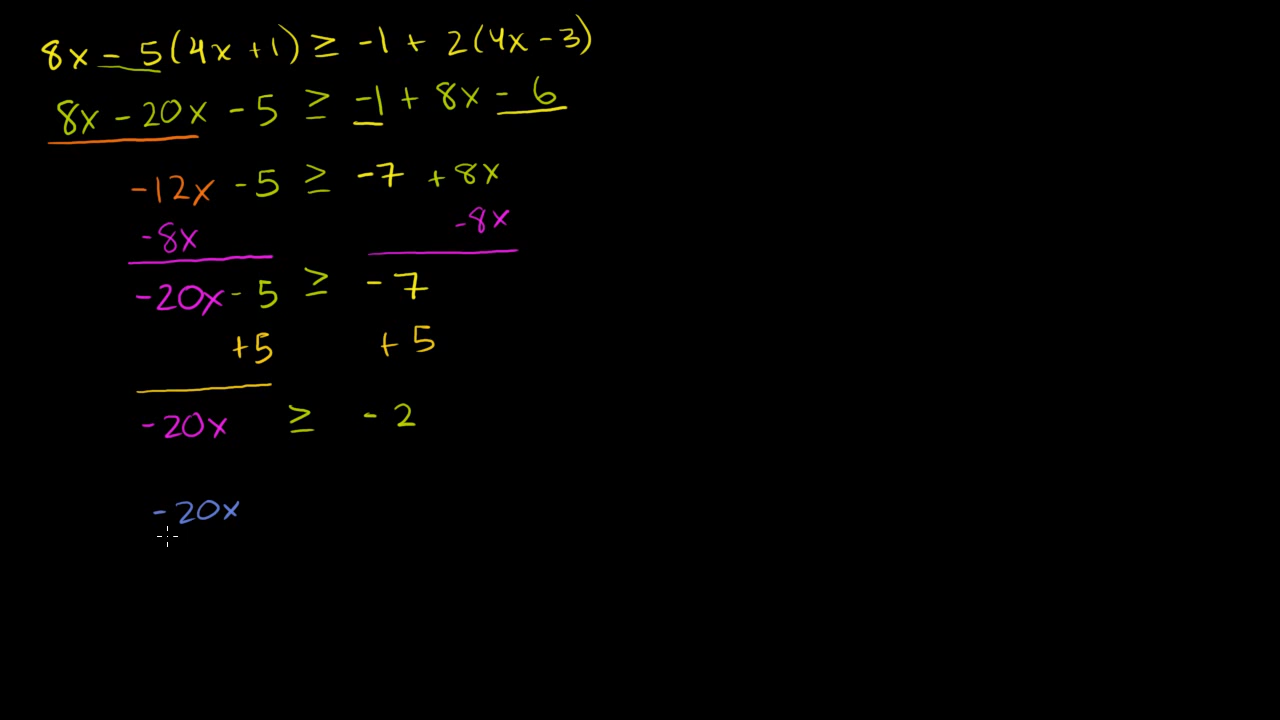 8x - 5(4x + 1) ≥ -1 + 2(4x - 3)
8x - 20x - 5 ≥ -1 + 8x - 6
-12x - 5 ≥ -7 + 8x
-8x -8x
-20x - 5 ≥ -7
+5 +5
-20x ≥ -2
-20x